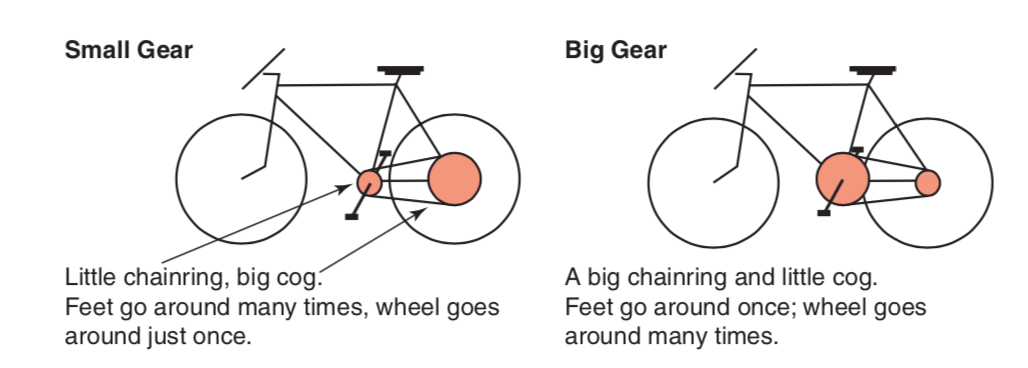 Small Gear
Little chainring, big cog.
Feet go around many times, wheel goes
around just once.
Big Gear
A big chainring and little cog.
Feet go around once; wheel goes
around many times.